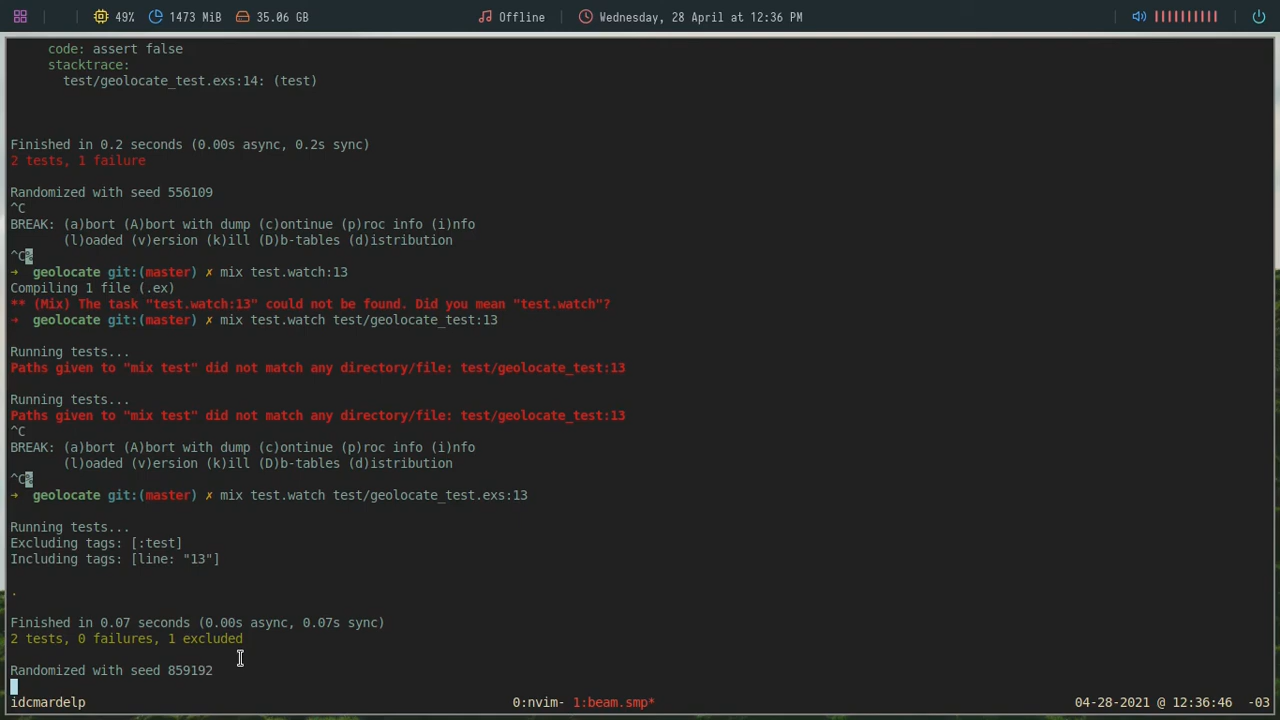 49% 1473 MiB 35.06 GB Offline Wednesday, 28 April at 12:36 PM
code: assert false
stacktrace:
test/geolocate_test.exs:14: (test)
Finished in 0.2 seconds (0.00s async, 0.2s sync)
2 tests, 1 failure
Randomized with seed 556109
^C
BREAK: (a)bort (A)bort with dump (c)ontinue (p)roc info (i)nfo
(l)oaded (v)ersion (k)ill (D)b-tables (d)istribution
^C%
→ geolocate git:(master) ✗ mix test.watch:13
Compiling 1 file (.ex)
** (Mix) The task "test.watch:13" could not be found. Did you mean "test.watch"?
→ geolocate git:(master) ✗ mix test.watch test/geolocate_test:13
Running tests...
Paths given to "mix test" did not match any directory/file: test/geolocate_test:13
Running tests...
Paths given to "mix test" did not match any directory/file: test/geolocate_test:13
^C
BREAK: (a)bort (A)bort with dump (c)ontinue (p)roc info (i)nfo
(l)oaded (v)ersion (k)ill (D)b-tables (d)istribution
^C%
→ geolocate git:(master) ✗ mix test.watch test/geolocate_test.exs:13
Running tests...
Excluding tags: [:test]
Including tags: [line: "13"]
.
Finished in 0.07 seconds (0.00s async, 0.07s sync)
2 tests, 0 failures, 1 excluded
Randomized with seed 859192
idcmardelp 0:nvim- 1:beam.smp* 04-28-2021 @ 12:36:46 -03